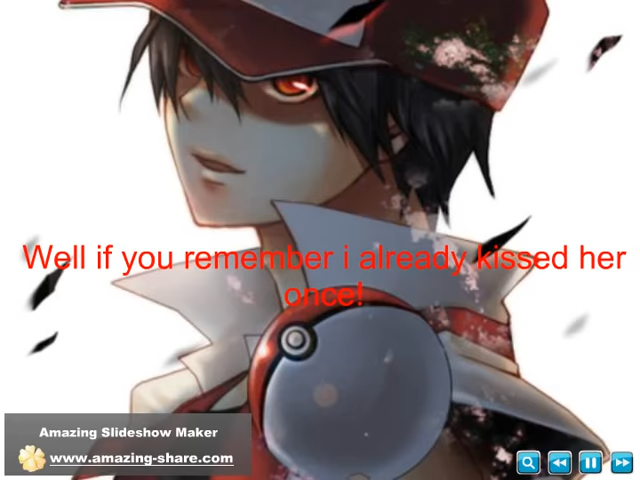 Well if you remember i already kissed her
once!
Amazing Slideshow Maker
www.amazing-share.com